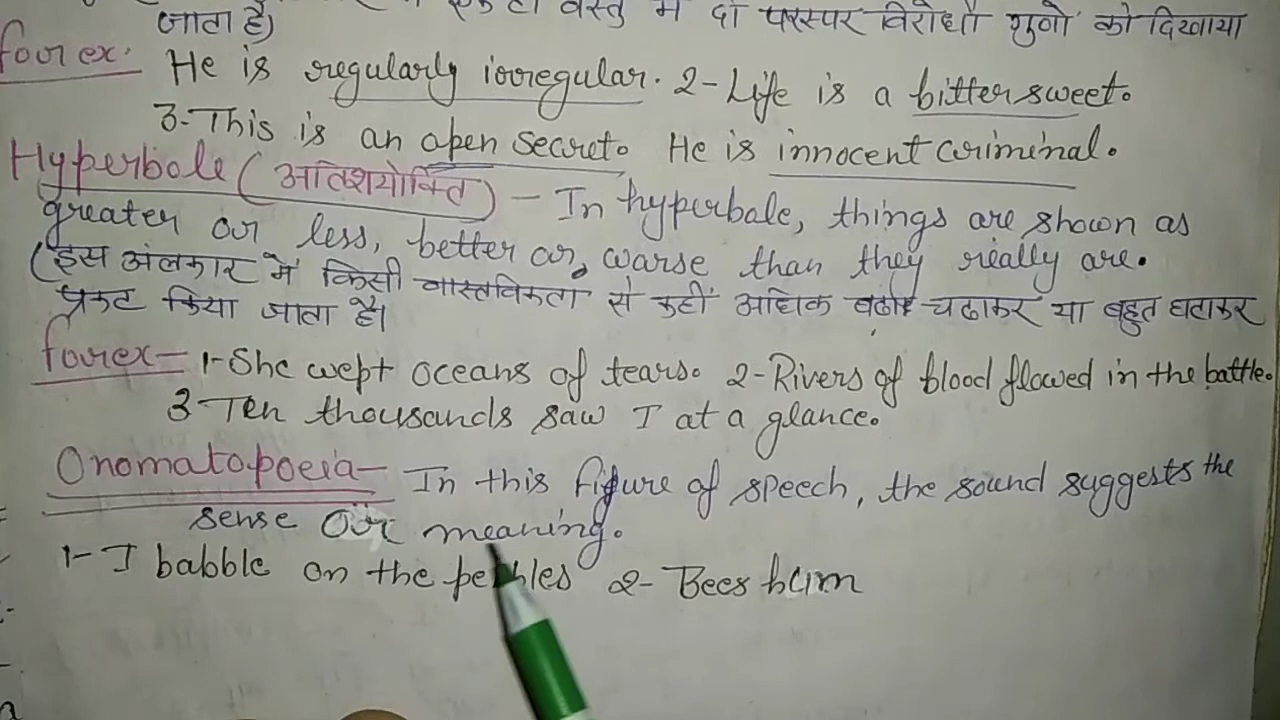 एक ही वस्तु में दो परस्पर विरोधी गुणों को दिखाया
जाता है)
for ex. He is regularly irregular. 2-Life is a bittersweet.
3-This is an open secret. He is innocent criminal.
Hyperbole (अतिशयोक्ति) - In hyperbale, things are shown as
greater or less, better or, warse than they really are.
(इस अंलकार में किसी वास्तविकता से कहीं अधिक बढा चढाकर या बहुत घटाकर
प्रकट किया जाता है।
for ex- 1-She wept oceans of tears. 2-Rivers of blood flowed in the battle.
3-Ten thousands saw I at a glance.
Onomatopoeia- In this figure of speech, the sound suggests the
sense or meaning.
1-I babble on the pebbles 2- Bees hum